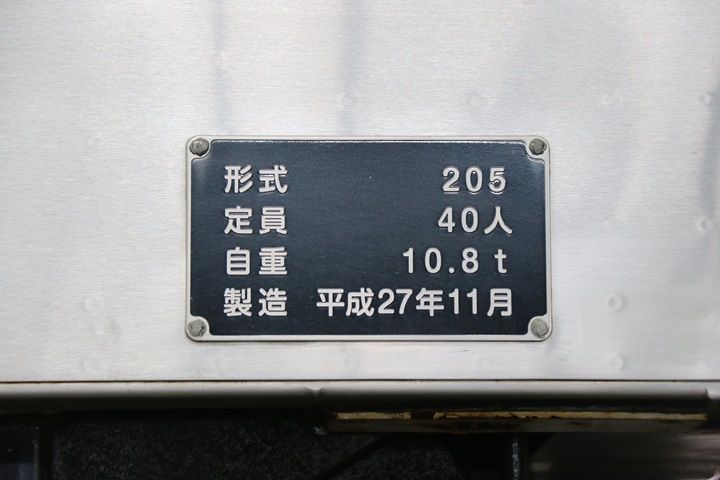 形式 205
定員 40人
自重 10.8 t
製造 平成27年11月